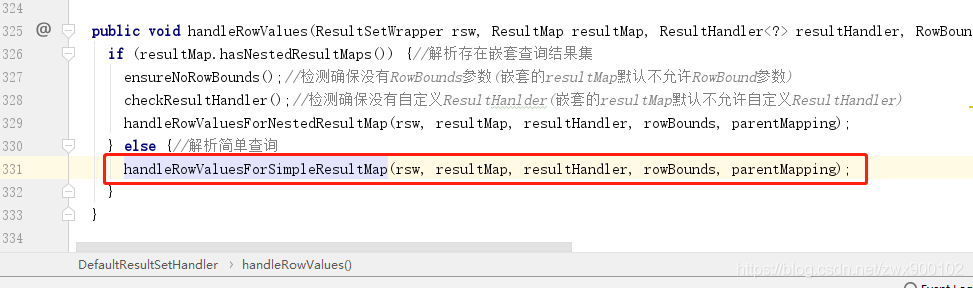 324
325 @ public void handleRowValues(ResultSetWrapper rsw, ResultMap resultMap, ResultHandler<?> resultHandler, RowBoun
326 if (resultMap.hasNestedResultMaps()) {//解析存在嵌套查询结果集
327 ensureNoRowBounds();//检测确保没有RowBounds参数(嵌套的resultMap默认不允许RowBound参数)
328 checkResultHandler();//检测确保没有自定义ResultHanlder(嵌套的resultMap默认不允许自定义ResultHandler)
329 handleRowValuesForNestedResultMap(rsw, resultMap, resultHandler, rowBounds, parentMapping);
330 } else {//解析简单查询
331 handleRowValuesForSimpleResultMap(rsw, resultMap, resultHandler, rowBounds, parentMapping);
332 }
333 }
334
DefaultResultSetHandler › handleRowValues()
https://blog.csdn.net/zwx900102
Event Log